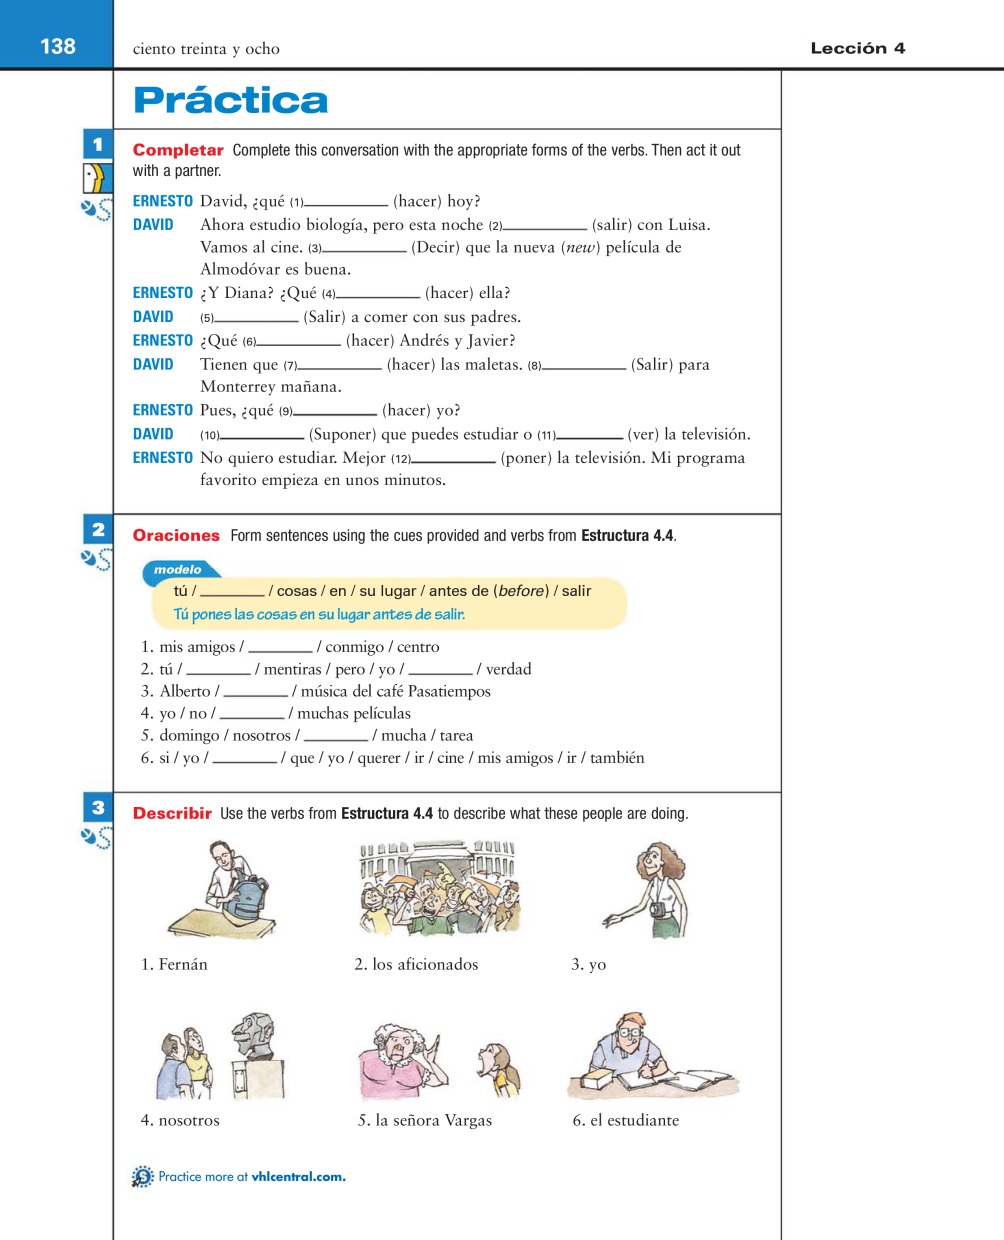 138
ciento treinta y ocho
Lección 4
Práctica
1
Completar Complete this conversation with the appropriate forms of the verbs. Then act it out
with a partner.
ERNESTO David, ¿qué (1)__________ (hacer) hoy?
DAVID Ahora estudio biología, pero esta noche (2)__________ (salir) con Luisa.
Vamos al cine. (3)__________ (Decir) que la nueva (new) película de
Almodóvar es buena.
ERNESTO ¿Y Diana? ¿Qué (4)__________ (hacer) ella?
DAVID (5)__________ (Salir) a comer con sus padres.
ERNESTO ¿Qué (6)__________ (hacer) Andrés y Javier?
DAVID Tienen que (7)__________ (hacer) las maletas. (8)__________ (Salir) para
Monterrey mañana.
ERNESTO Pues, ¿qué (9)__________ (hacer) yo?
DAVID (10)__________ (Suponer) que puedes estudiar o (11)________ (ver) la televisión.
ERNESTO No quiero estudiar. Mejor (12)__________ (poner) la televisión. Mi programa
favorito empieza en unos minutos.
2
Oraciones Form sentences using the cues provided and verbs from Estructura 4.4.
modelo
tú / ________ / cosas / en / su lugar / antes de (before) / salir
Tú pones las cosas en su lugar antes de salir.
1. mis amigos / ________ / conmigo / centro
2. tú / ________ / mentiras / pero / yo / ________ / verdad
3. Alberto / ________ / música del café Pasatiempos
4. yo / no / ________ / muchas películas
5. domingo / nosotros / ________ / mucha / tarea
6. si / yo / ________ / que / yo / querer / ir / cine / mis amigos / ir / también
3
Describir Use the verbs from Estructura 4.4 to describe what these people are doing.
1. Fernán
2. los aficionados
3. yo
4. nosotros
5. la señora Vargas
6. el estudiante
Practice more at vhlcentral.com.